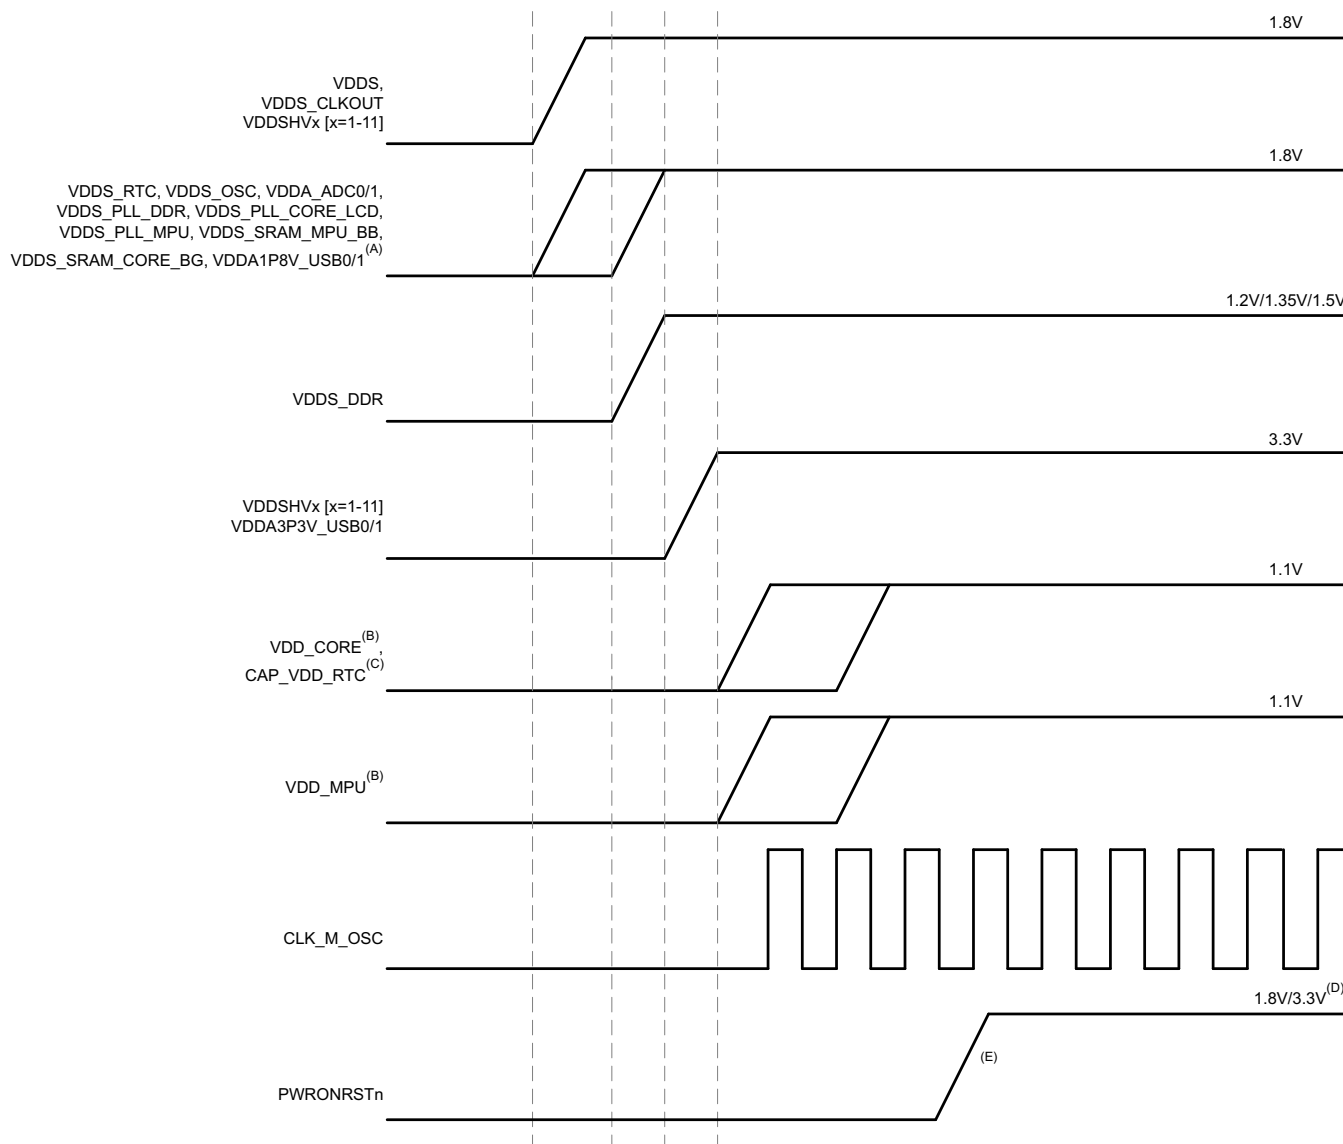 1.8V
VDDS,
VDDS_CLKOUT
VDDSHVx [x=1-11]
1.8V
VDDS_RTC, VDDS_OSC, VDDA_ADC0/1,
VDDS_PLL_DDR, VDDS_PLL_CORE_LCD,
VDDS_PLL_MPU, VDDS_SRAM_MPU_BB,
VDDS_SRAM_CORE_BG, VDDA1P8V_USB0/1(A)
1.2V/1.35V/1.5V
VDDS_DDR
3.3V
VDDSHVx [x=1-11]
VDDA3P3V_USB0/1
1.1V
VDD_CORE(B),
CAP_VDD_RTC(C)
1.1V
VDD_MPU(B)
CLK_M_OSC
1.8V/3.3V(D)
(E)
PWRONRSTn